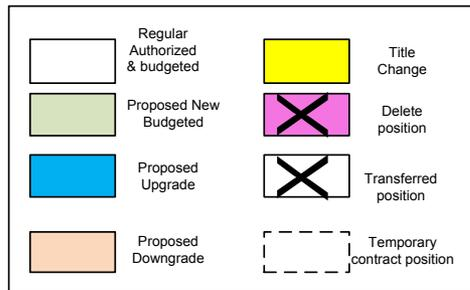 Regular
Authorized
& budgeted
Title
Change
Proposed New
Budgeted
Delete
position
Proposed
Upgrade
Transferred
position
Proposed
Downgrade
Temporary
contract position